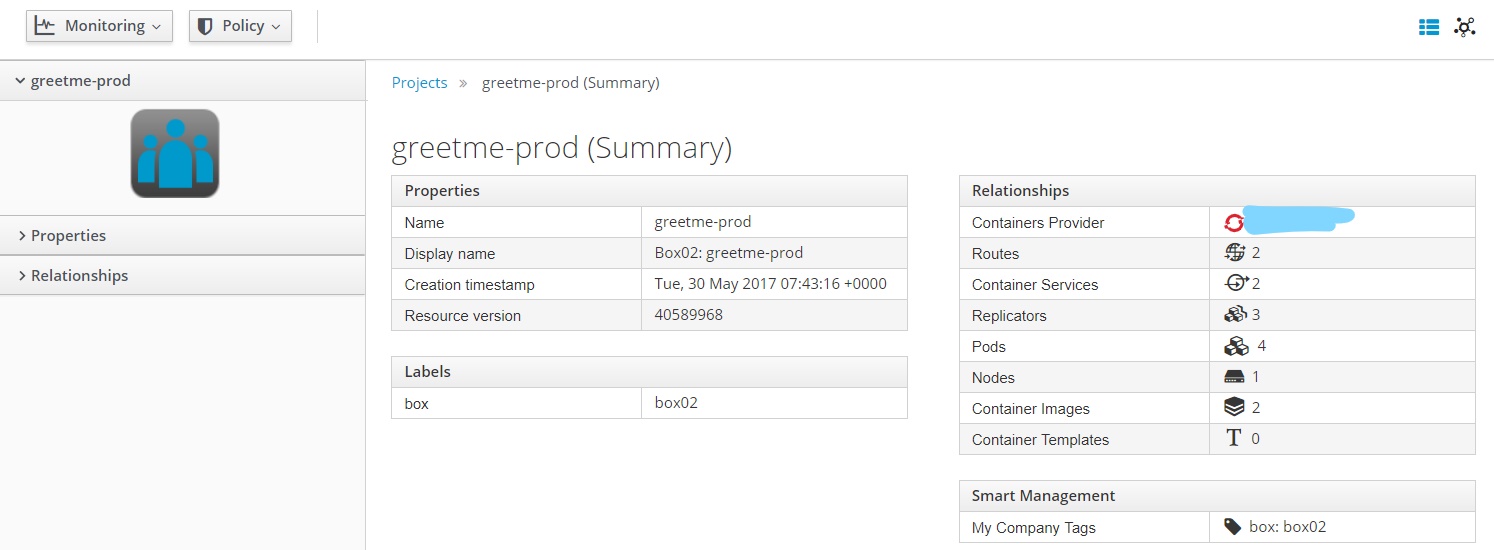 Monitoring
Policy
greetme-prod
Properties
Relationships
Projects » greetme-prod (Summary)
greetme-prod (Summary)
Properties
Name greetme-prod
Display name Box02: greetme-prod
Creation timestamp Tue, 30 May 2017 07:43:16 +0000
Resource version 40589968
Labels
box box02
Relationships
Containers Provider
Routes 2
Container Services 2
Replicators 3
Pods 4
Nodes 1
Container Images 2
Container Templates 0
Smart Management
My Company Tags box: box02